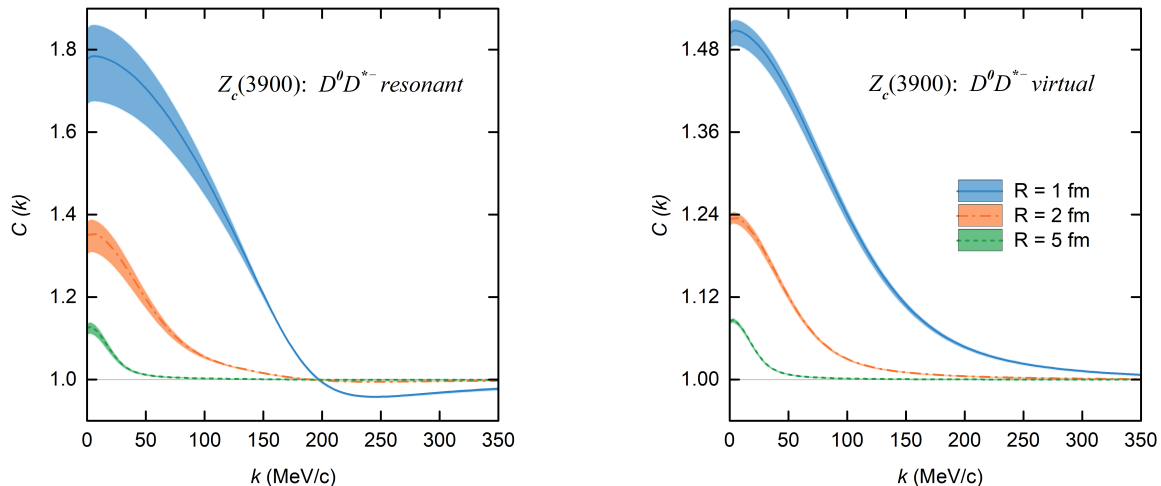 1.8
1.6
1.4
1.2
1.0
C (k)
Z_c(3900): D^0D^{*-} resonant
0 50 100 150 200 250 300 350
k (MeV/c)
1.48
1.36
1.24
1.12
1.00
C (k)
Z_c(3900): D^0D^{*-} virtual
R = 1 fm
R = 2 fm
R = 5 fm
0 50 100 150 200 250 300 350
k (MeV/c)